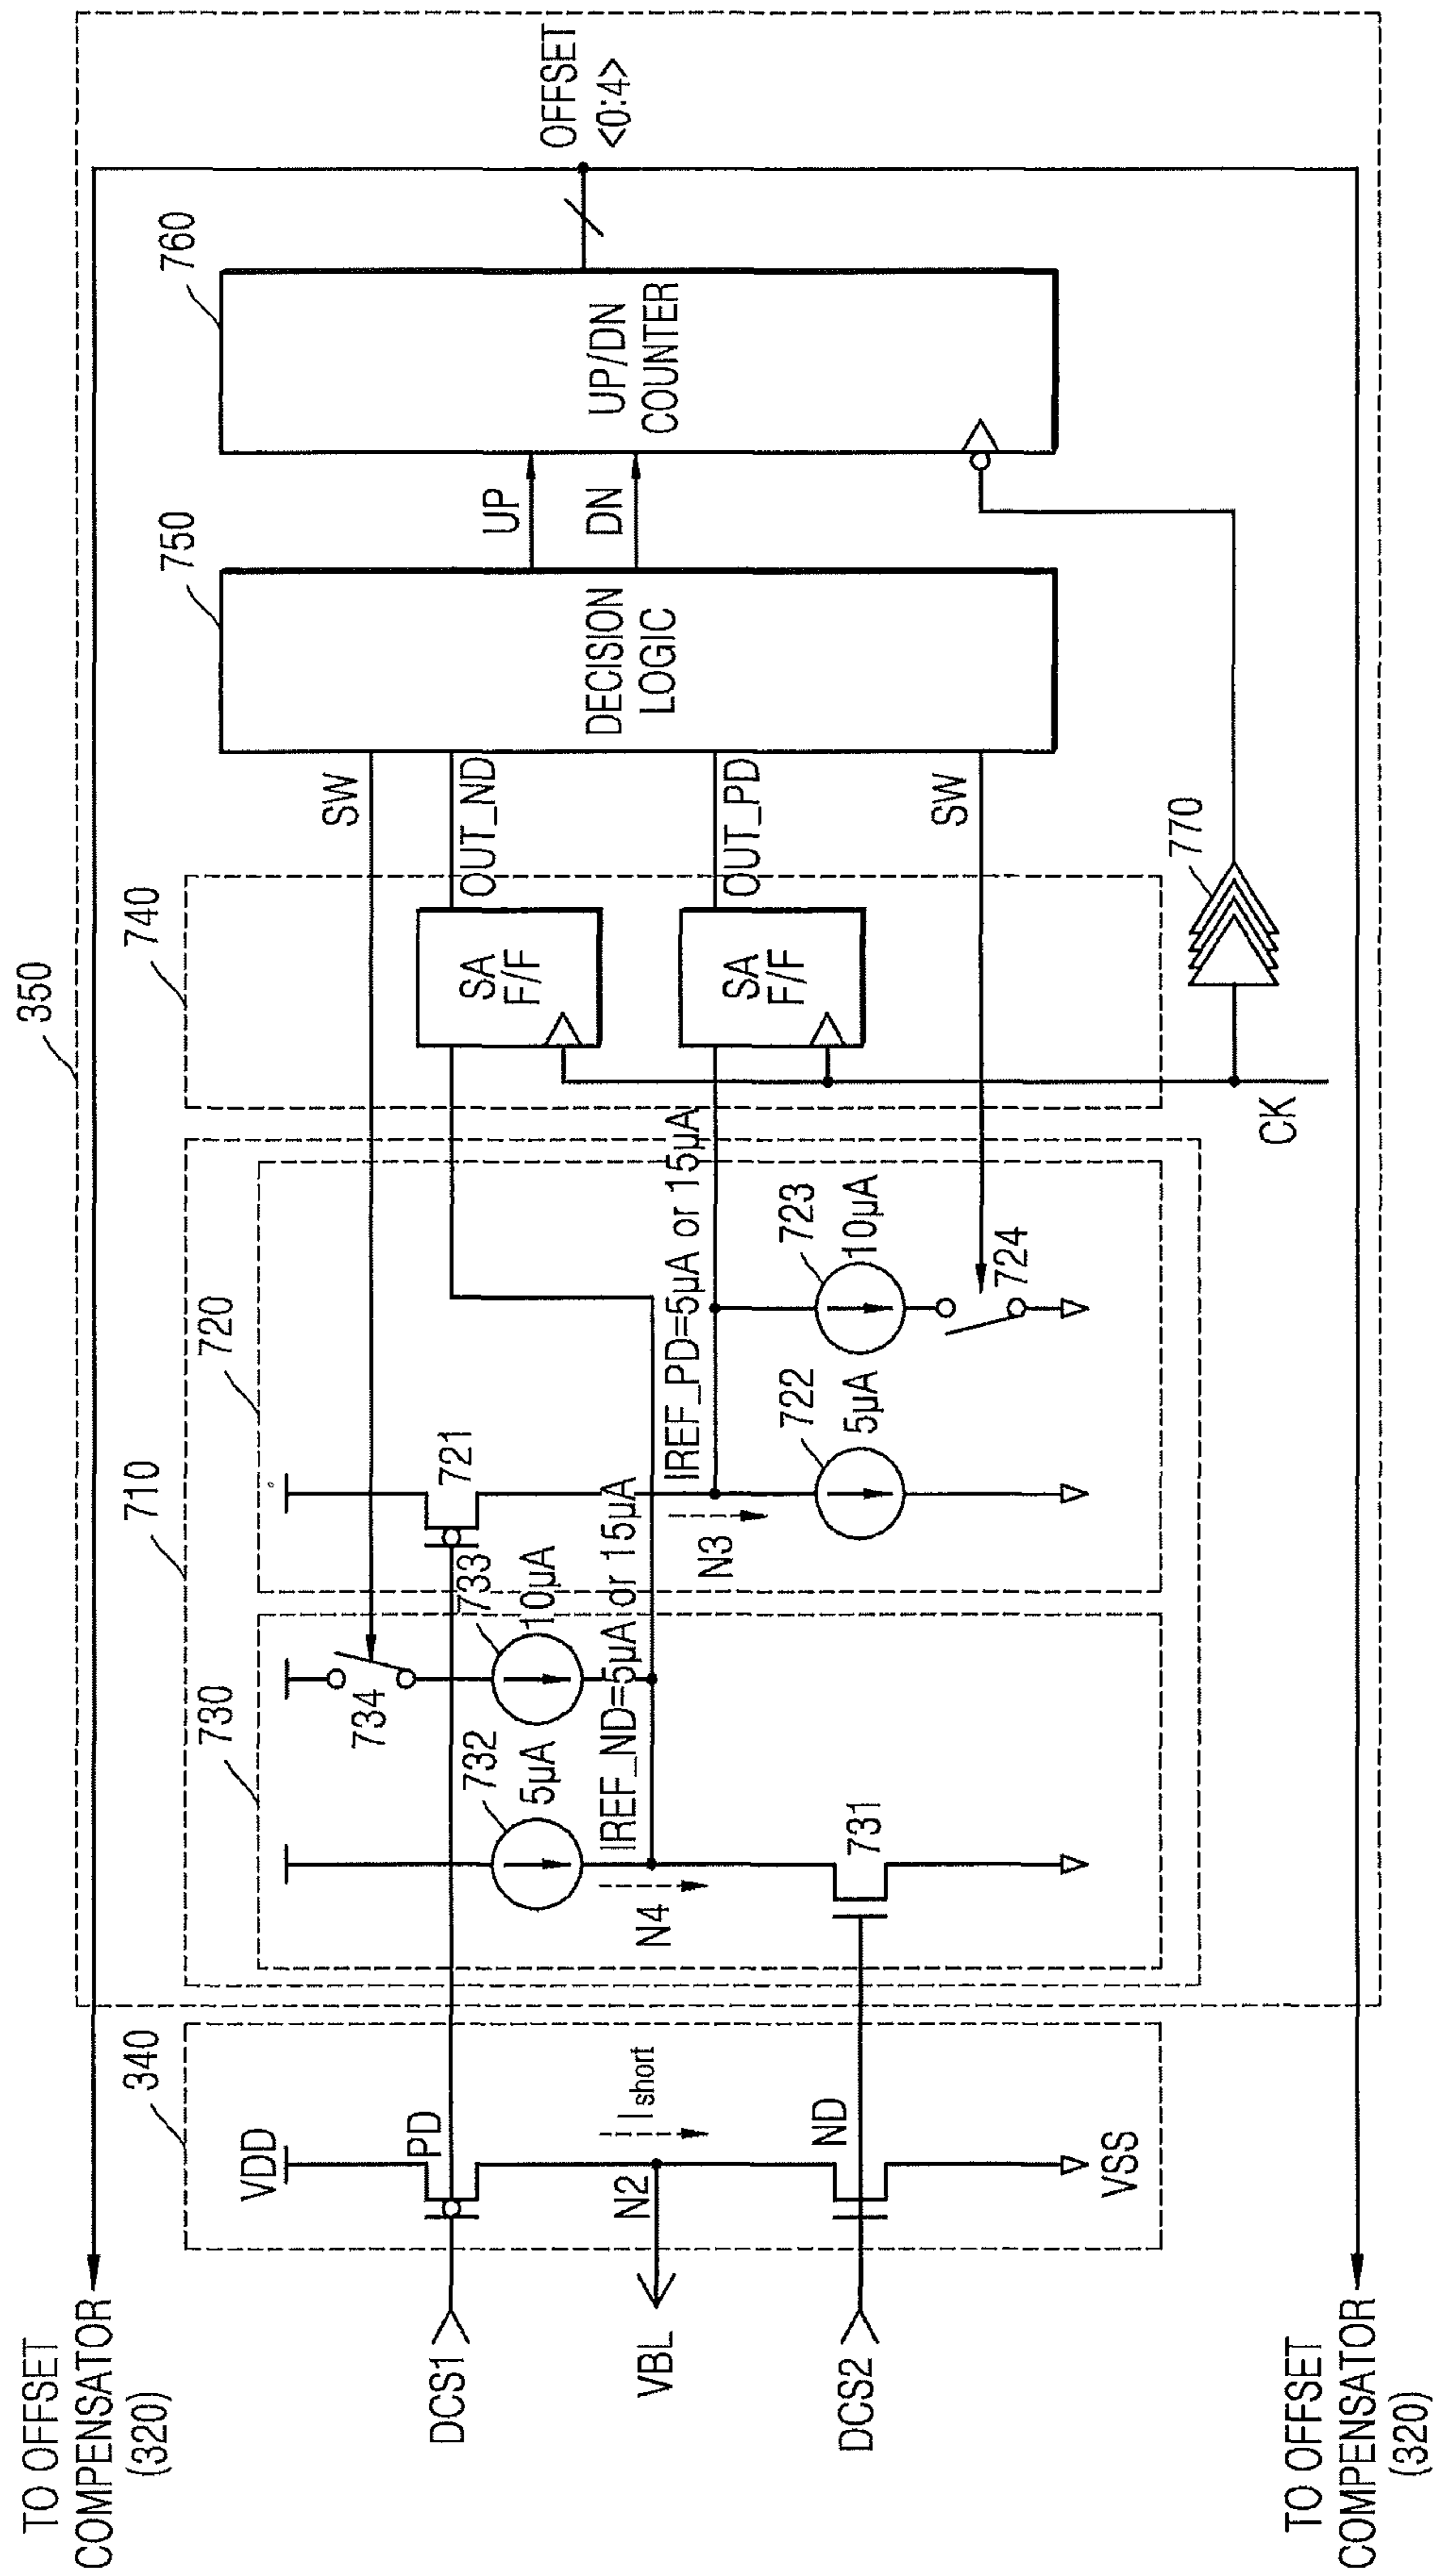 TO OFFSET
COMPENSATOR
(320)
340
VDD
DCS1
PD
Ishort
N2
VBL
DCS2
ND
VSS
350
710
730
734
733
10μA
732
5μA
IREF_ND=5μA or 15μA
N4
731
720
721
IREF_PD=5μA or 15μA
N3
722
5μA
723
10μA
724
740
SW
SA
F/F
OUT_ND
SA
F/F
OUT_PD
SW
CK
770
750
DECISION
LOGIC
UP
DN
760
UP/DN
COUNTER
OFFSET
<0:4>
TO OFFSET
COMPENSATOR
(320)